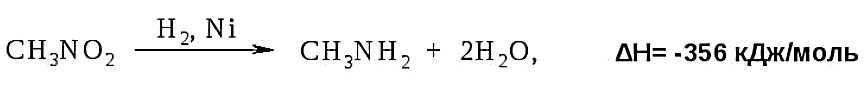 H₂, Ni
CH₃NO₂ ⟶ CH₃NH₂ + 2H₂O, ΔH= -356 кДж/моль